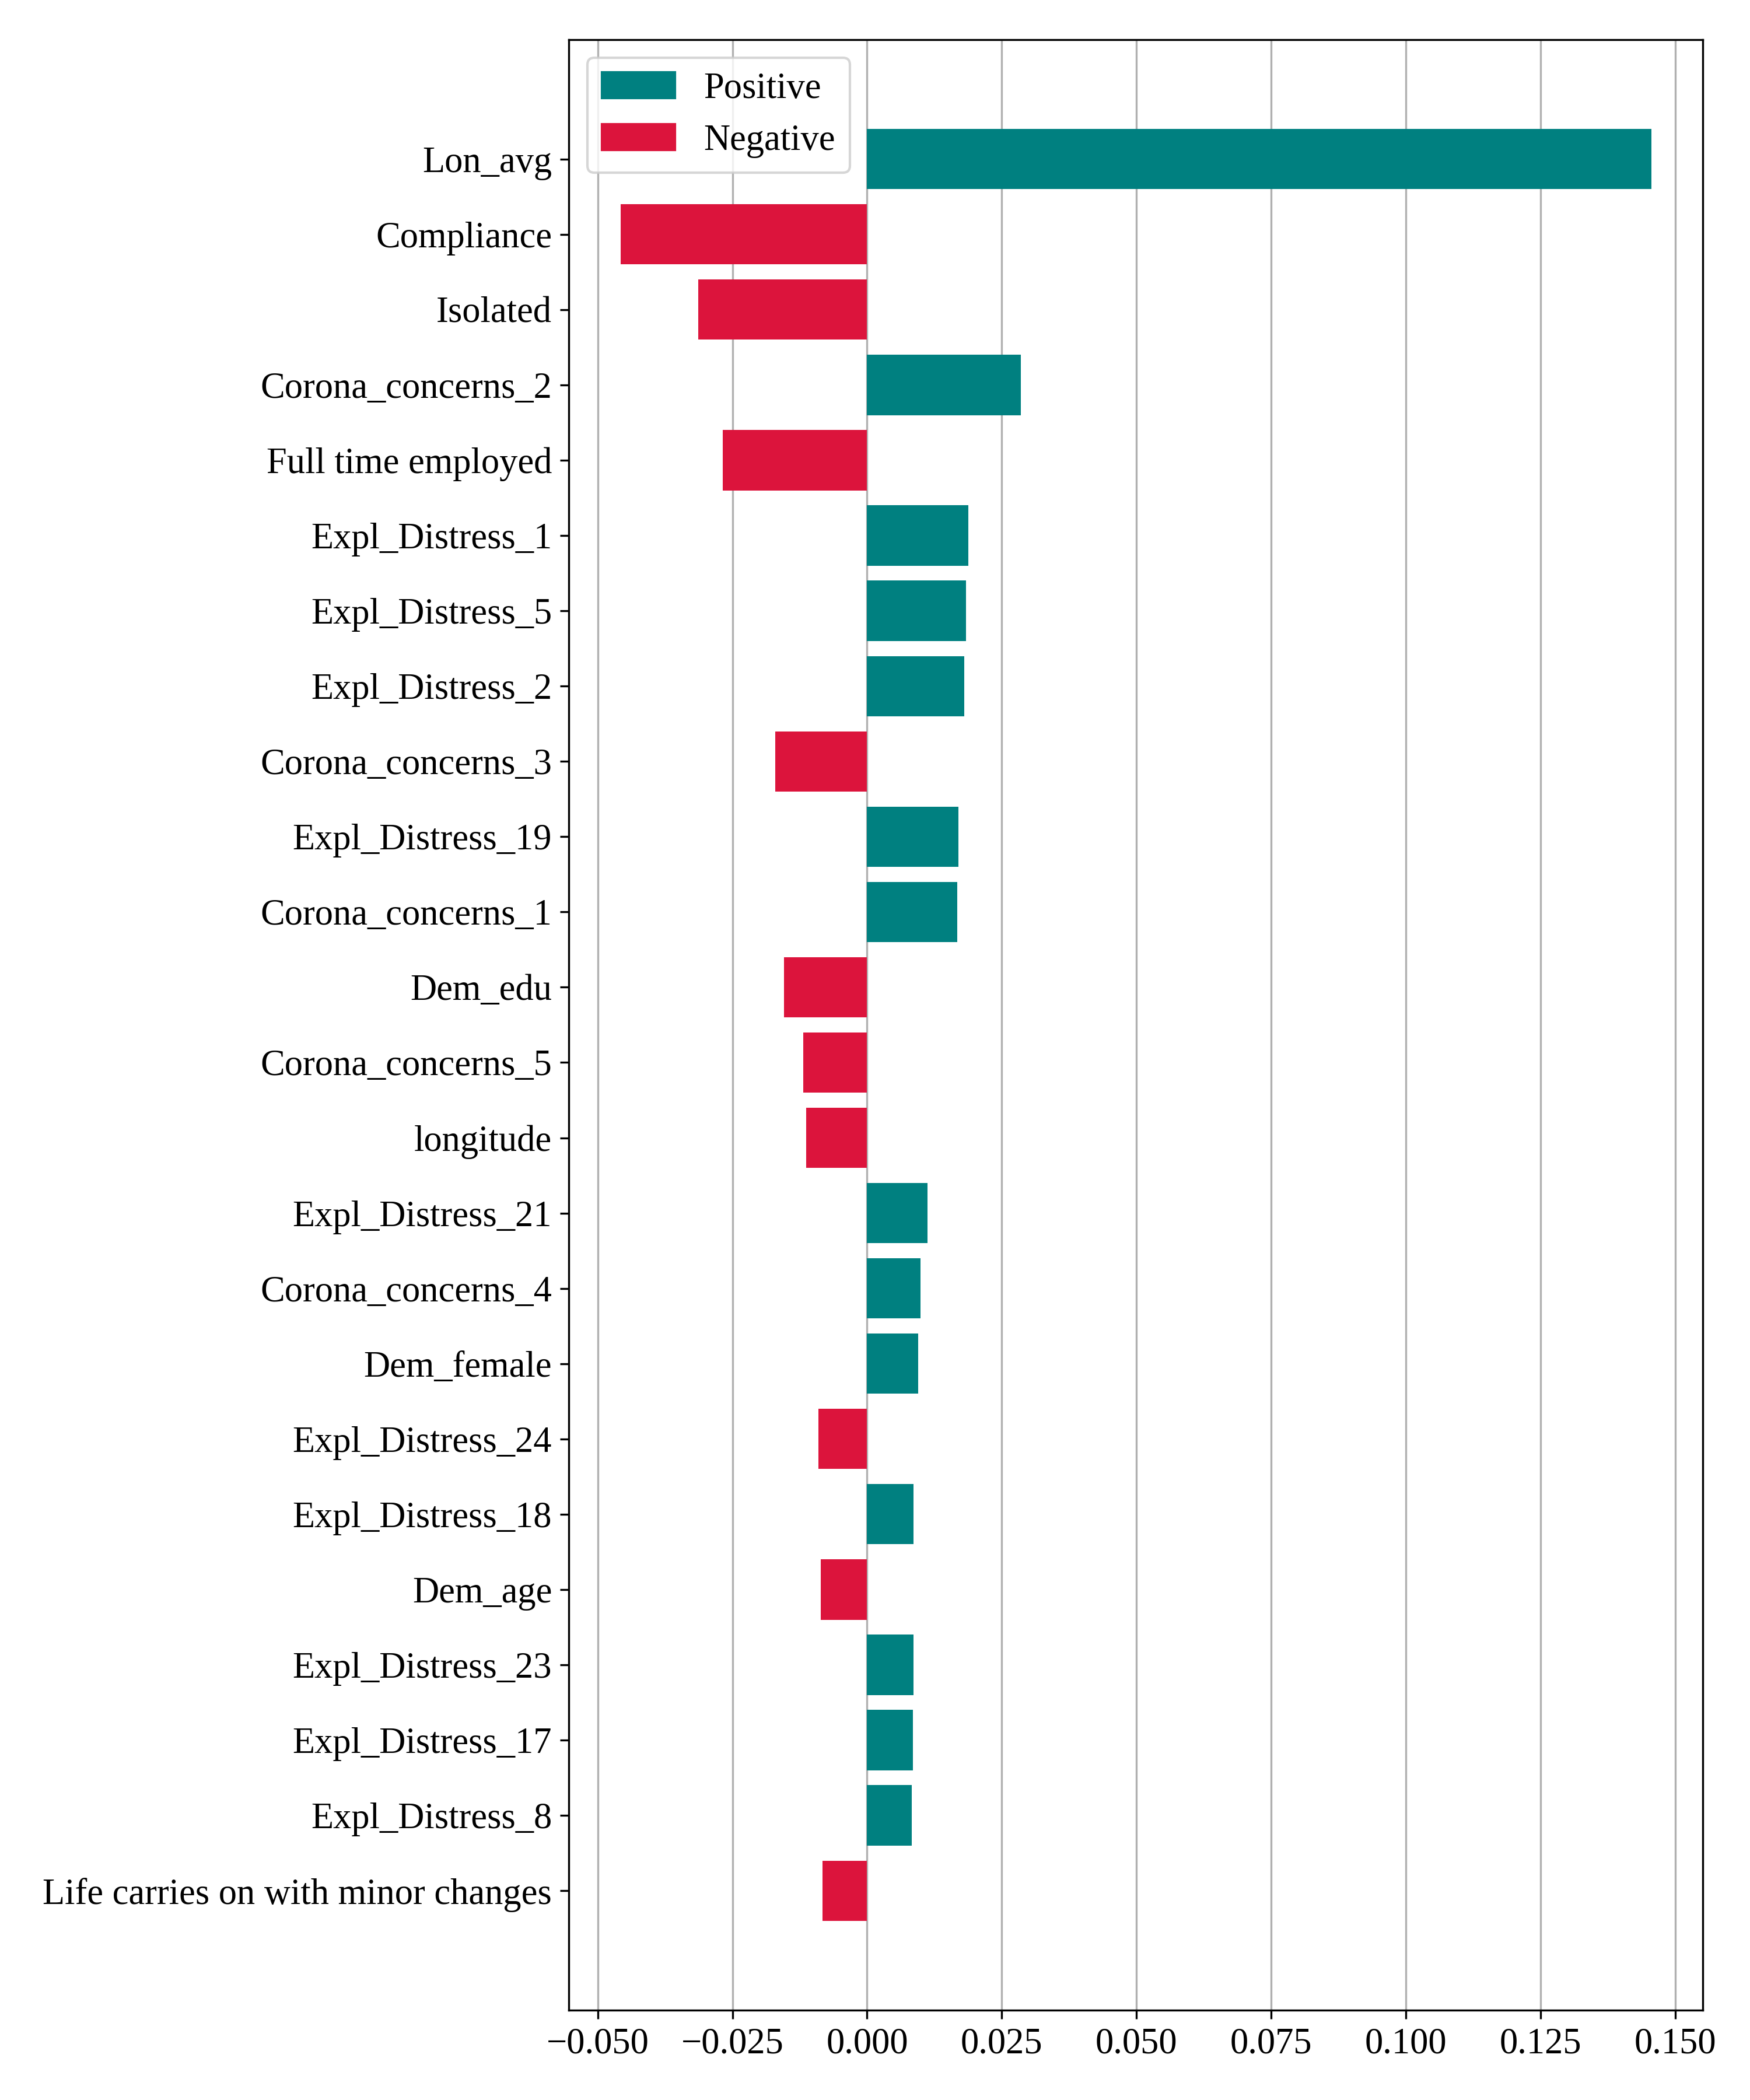 Positive
Negative
Lon_avg
Compliance
Isolated
Corona_concerns_2
Full time employed
Expl_Distress_1
Expl_Distress_5
Expl_Distress_2
Corona_concerns_3
Expl_Distress_19
Corona_concerns_1
Dem_edu
Corona_concerns_5
longitude
Expl_Distress_21
Corona_concerns_4
Dem_female
Expl_Distress_24
Expl_Distress_18
Dem_age
Expl_Distress_23
Expl_Distress_17
Expl_Distress_8
Life carries on with minor changes
−0.050 −0.025 0.000 0.025 0.050 0.075 0.100 0.125 0.150